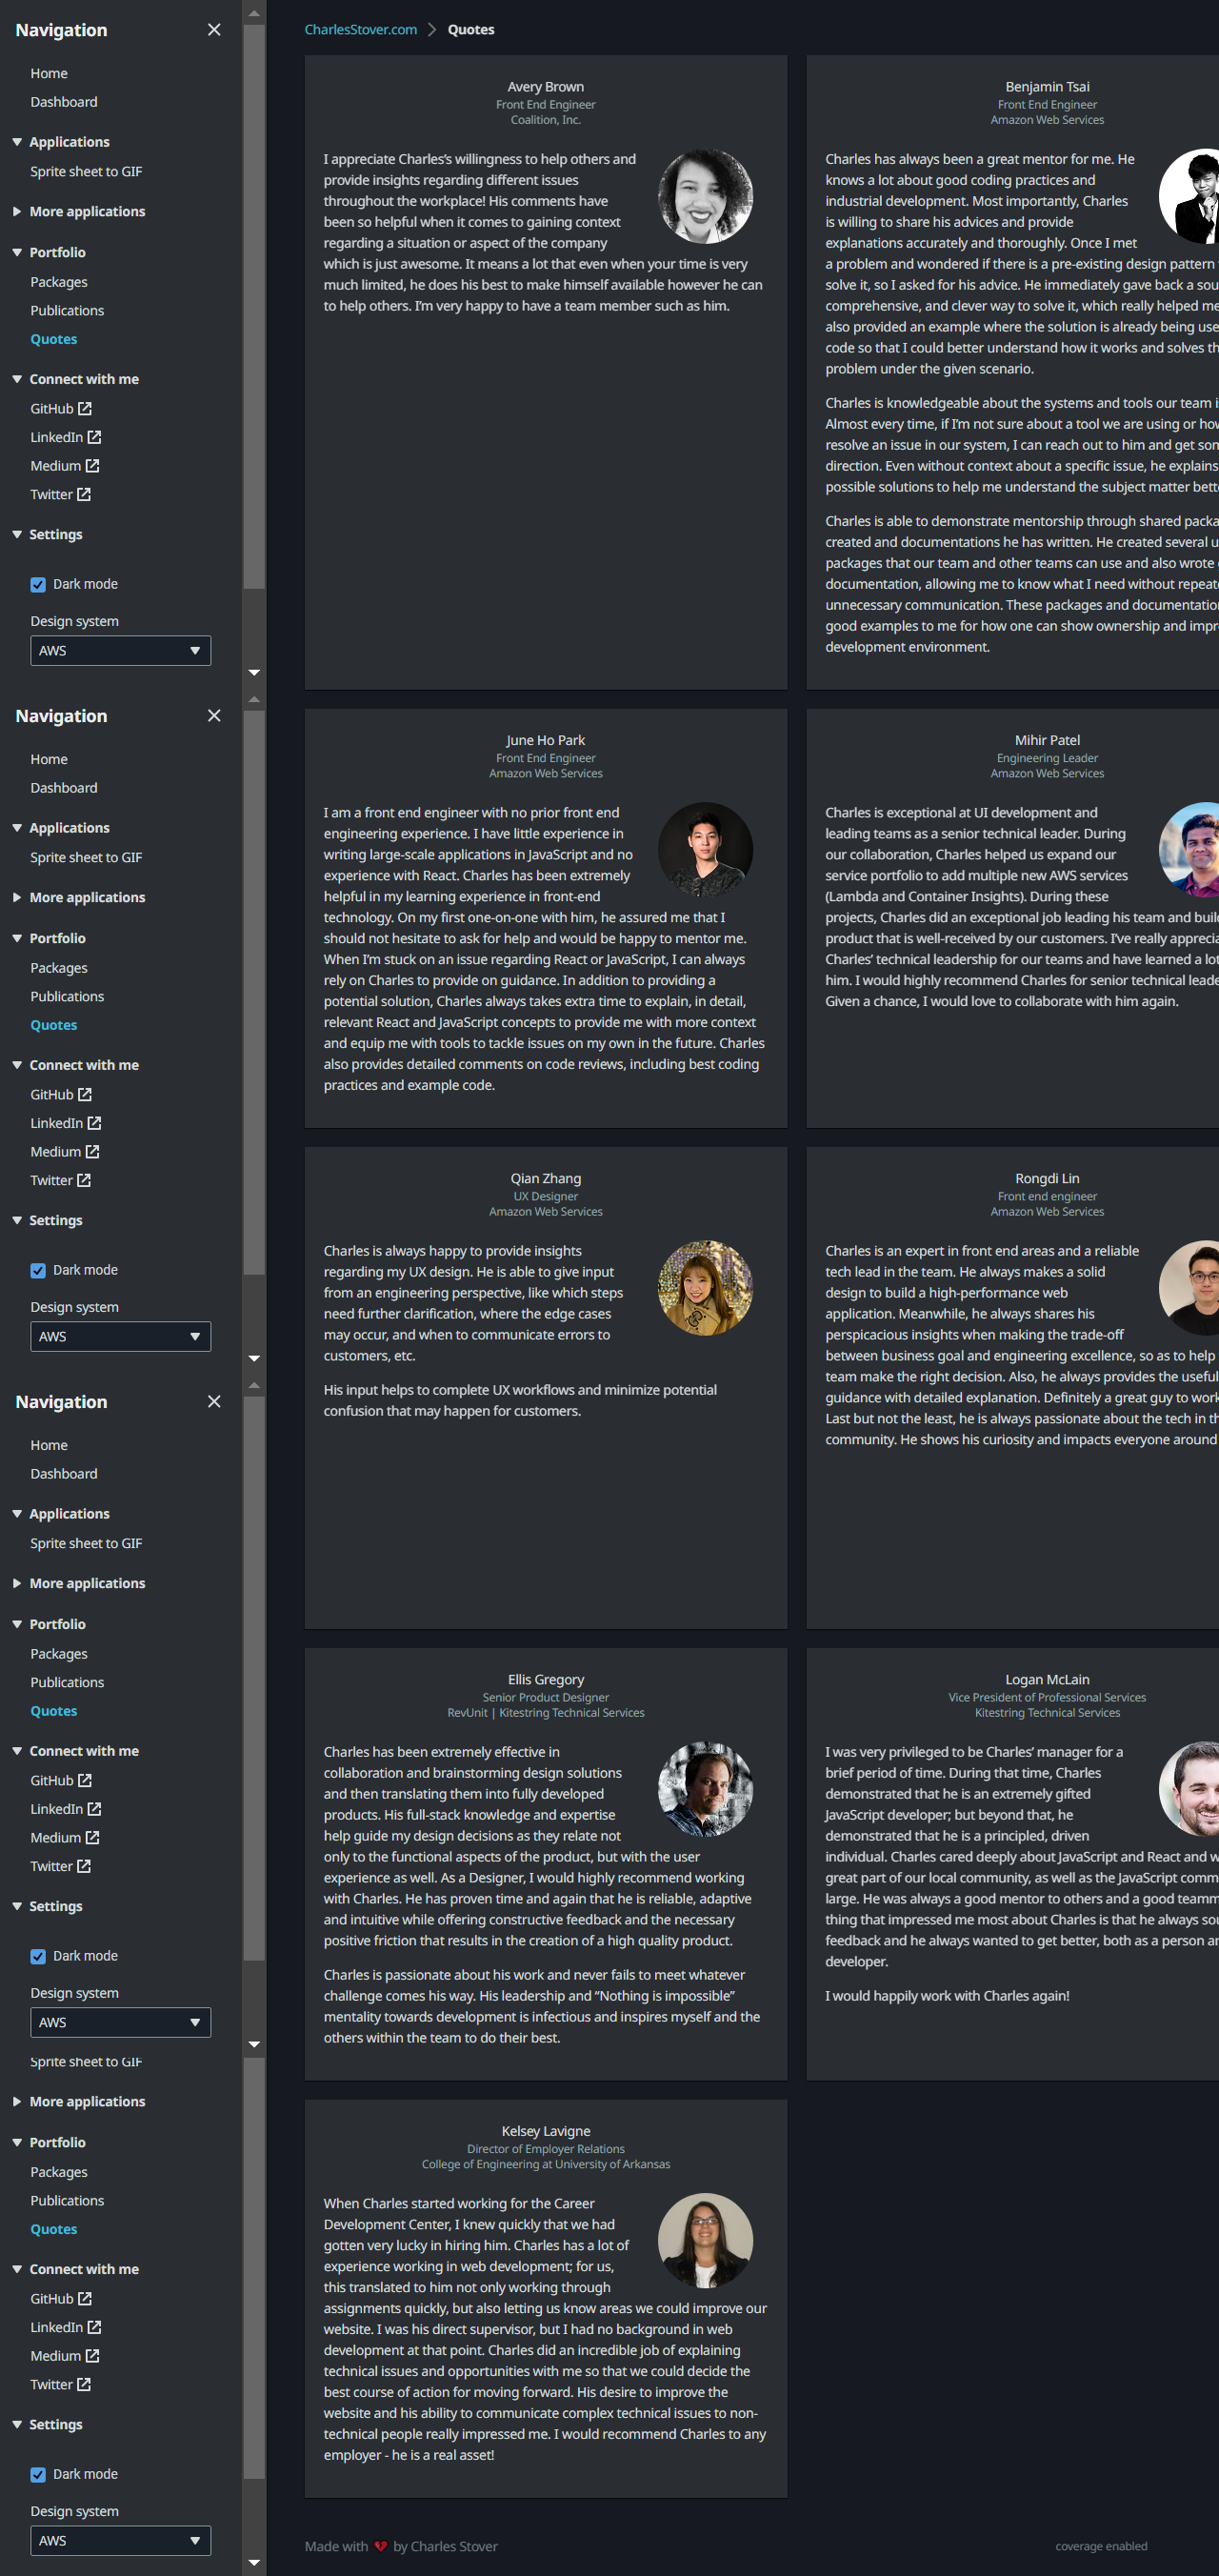 Navigation
Home
Dashboard
Applications
Sprite sheet to GIF
More applications
Portfolio
Packages
Publications
Quotes
Connect with me
GitHub
LinkedIn
Medium
Twitter
Settings
Dark mode
Design system
AWS
Navigation
Home
Dashboard
Applications
Sprite sheet to GIF
More applications
Portfolio
Packages
Publications
Quotes
Connect with me
GitHub
LinkedIn
Medium
Twitter
Settings
Dark mode
Design system
AWS
Navigation
Home
Dashboard
Applications
Sprite sheet to GIF
More applications
Portfolio
Packages
Publications
Quotes
Connect with me
GitHub
LinkedIn
Medium
Twitter
Settings
Dark mode
Design system
AWS
Sprite sheet to GIF
More applications
Portfolio
Packages
Publications
Quotes
Connect with me
GitHub
LinkedIn
Medium
Twitter
Settings
Dark mode
Design system
AWS
CharlesStover.com > Quotes
Avery Brown
Front End Engineer
Coalition, Inc.
I appreciate Charles’s willingness to help others and
provide insights regarding different issues
throughout the workplace! His comments have
been so helpful when it comes to gaining context
regarding a situation or aspect of the company
which is just awesome. It means a lot that even when your time is very
much limited, he does his best to make himself available however he can
to help others. I’m very happy to have a team member such as him.
Benjamin Tsai
Front End Engineer
Amazon Web Services
Charles has always been a great mentor for me. He
knows a lot about good coding practices and
industrial development. Most importantly, Charles
is willing to share his advices and provide
explanations accurately and thoroughly. Once I met
a problem and wondered if there is a pre-existing design pattern
solve it, so I asked for his advice. He immediately gave back a
comprehensive, and clever way to solve it, which really helped me
also provided an example where the solution is already being
code so that I could better understand how it works and solves
problem under the given scenario.
Charles is knowledgeable about the systems and tools our team
Almost every time, if I’m not sure about a tool we are using or
resolve an issue in our system, I can reach out to him and get
direction. Even without context about a specific issue, he explains
possible solutions to help me understand the subject matter
Charles is able to demonstrate mentorship through shared
created and documentations he has written. He created several
packages that our team and other teams can use and also wrote
documentation, allowing me to know what I need without
unnecessary communication. These packages and
good examples to me for how one can show ownership and
development environment.
June Ho Park
Front End Engineer
Amazon Web Services
I am a front end engineer with no prior front end
engineering experience. I have little experience in
writing large-scale applications in JavaScript and no
experience with React. Charles has been extremely
helpful in my learning experience in front-end
technology. On my first one-on-one with him, he assured me that I
should not hesitate to ask for help and would be happy to mentor me.
When I’m stuck on an issue regarding React or JavaScript, I can always
rely on Charles to provide on guidance. In addition to providing a
potential solution, Charles always takes extra time to explain, in detail,
relevant React and JavaScript concepts to provide me with more context
and equip me with tools to tackle issues on my own in the future. Charles
also provides detailed comments on code reviews, including best coding
practices and example code.
Mihir Patel
Engineering Leader
Amazon Web Services
Charles is exceptional at UI development and
leading teams as a senior technical leader. During
our collaboration, Charles helped us expand our
service portfolio to add multiple new AWS services
(Lambda and Container Insights). During these
projects, Charles did an exceptional job leading his team and
product that is well-received by our customers. I’ve really
Charles’ technical leadership for our teams and have learned a lot
him. I would highly recommend Charles for senior technical
Given a chance, I would love to collaborate with him again.
Qian Zhang
UX Designer
Amazon Web Services
Charles is always happy to provide insights
regarding my UX design. He is able to give input
from an engineering perspective, like which steps
need further clarification, where the edge cases
may occur, and when to communicate errors to
customers, etc.
His input helps to complete UX workflows and minimize potential
confusion that may happen for customers.
Rongdi Lin
Front end engineer
Amazon Web Services
Charles is an expert in front end areas and a reliable
tech lead in the team. He always makes a solid
design to build a high-performance web
application. Meanwhile, he always shares his
perspicacious insights when making the trade-off
between business goal and engineering excellence, so as to help
team make the right decision. Also, he always provides the useful
guidance with detailed explanation. Definitely a great guy to work
Last but not the least, he is always passionate about the tech in
community. He shows his curiosity and impacts everyone around
Ellis Gregory
Senior Product Designer
RevUnit | Kitestring Technical Services
Charles has been extremely effective in
collaboration and brainstorming design solutions
and then translating them into fully developed
products. His full-stack knowledge and expertise
help guide my design decisions as they relate not
only to the functional aspects of the product, but with the user
experience as well. As a Designer, I would highly recommend working
with Charles. He has proven time and again that he is reliable, adaptive
and intuitive while offering constructive feedback and the necessary
positive friction that results in the creation of a high quality product.
Charles is passionate about his work and never fails to meet whatever
challenge comes his way. His leadership and “Nothing is impossible”
mentality towards development is infectious and inspires myself and the
others within the team to do their best.
Logan McLain
Vice President of Professional Services
Kitestring Technical Services
I was very privileged to be Charles’ manager for a
brief period of time. During that time, Charles
demonstrated that he is an extremely gifted
JavaScript developer; but beyond that, he
demonstrated that he is a principled, driven
individual. Charles cared deeply about JavaScript and React and
great part of our local community, as well as the JavaScript
large. He was always a good mentor to others and a good
thing that impressed me most about Charles is that he always
feedback and he always wanted to get better, both as a person
developer.
I would happily work with Charles again!
Kelsey Lavigne
Director of Employer Relations
College of Engineering at University of Arkansas
When Charles started working for the Career
Development Center, I knew quickly that we had
gotten very lucky in hiring him. Charles has a lot of
experience working in web development; for us,
this translated to him not only working through
assignments quickly, but also letting us know areas we could improve our
website. I was his direct supervisor, but I had no background in web
development at that point. Charles did an incredible job of explaining
technical issues and opportunities with me so that we could decide the
best course of action for moving forward. His desire to improve the
website and his ability to communicate complex technical issues to non-
technical people really impressed me. I would recommend Charles to any
employer - he is a real asset!
Made with by Charles Stover
coverage enabled